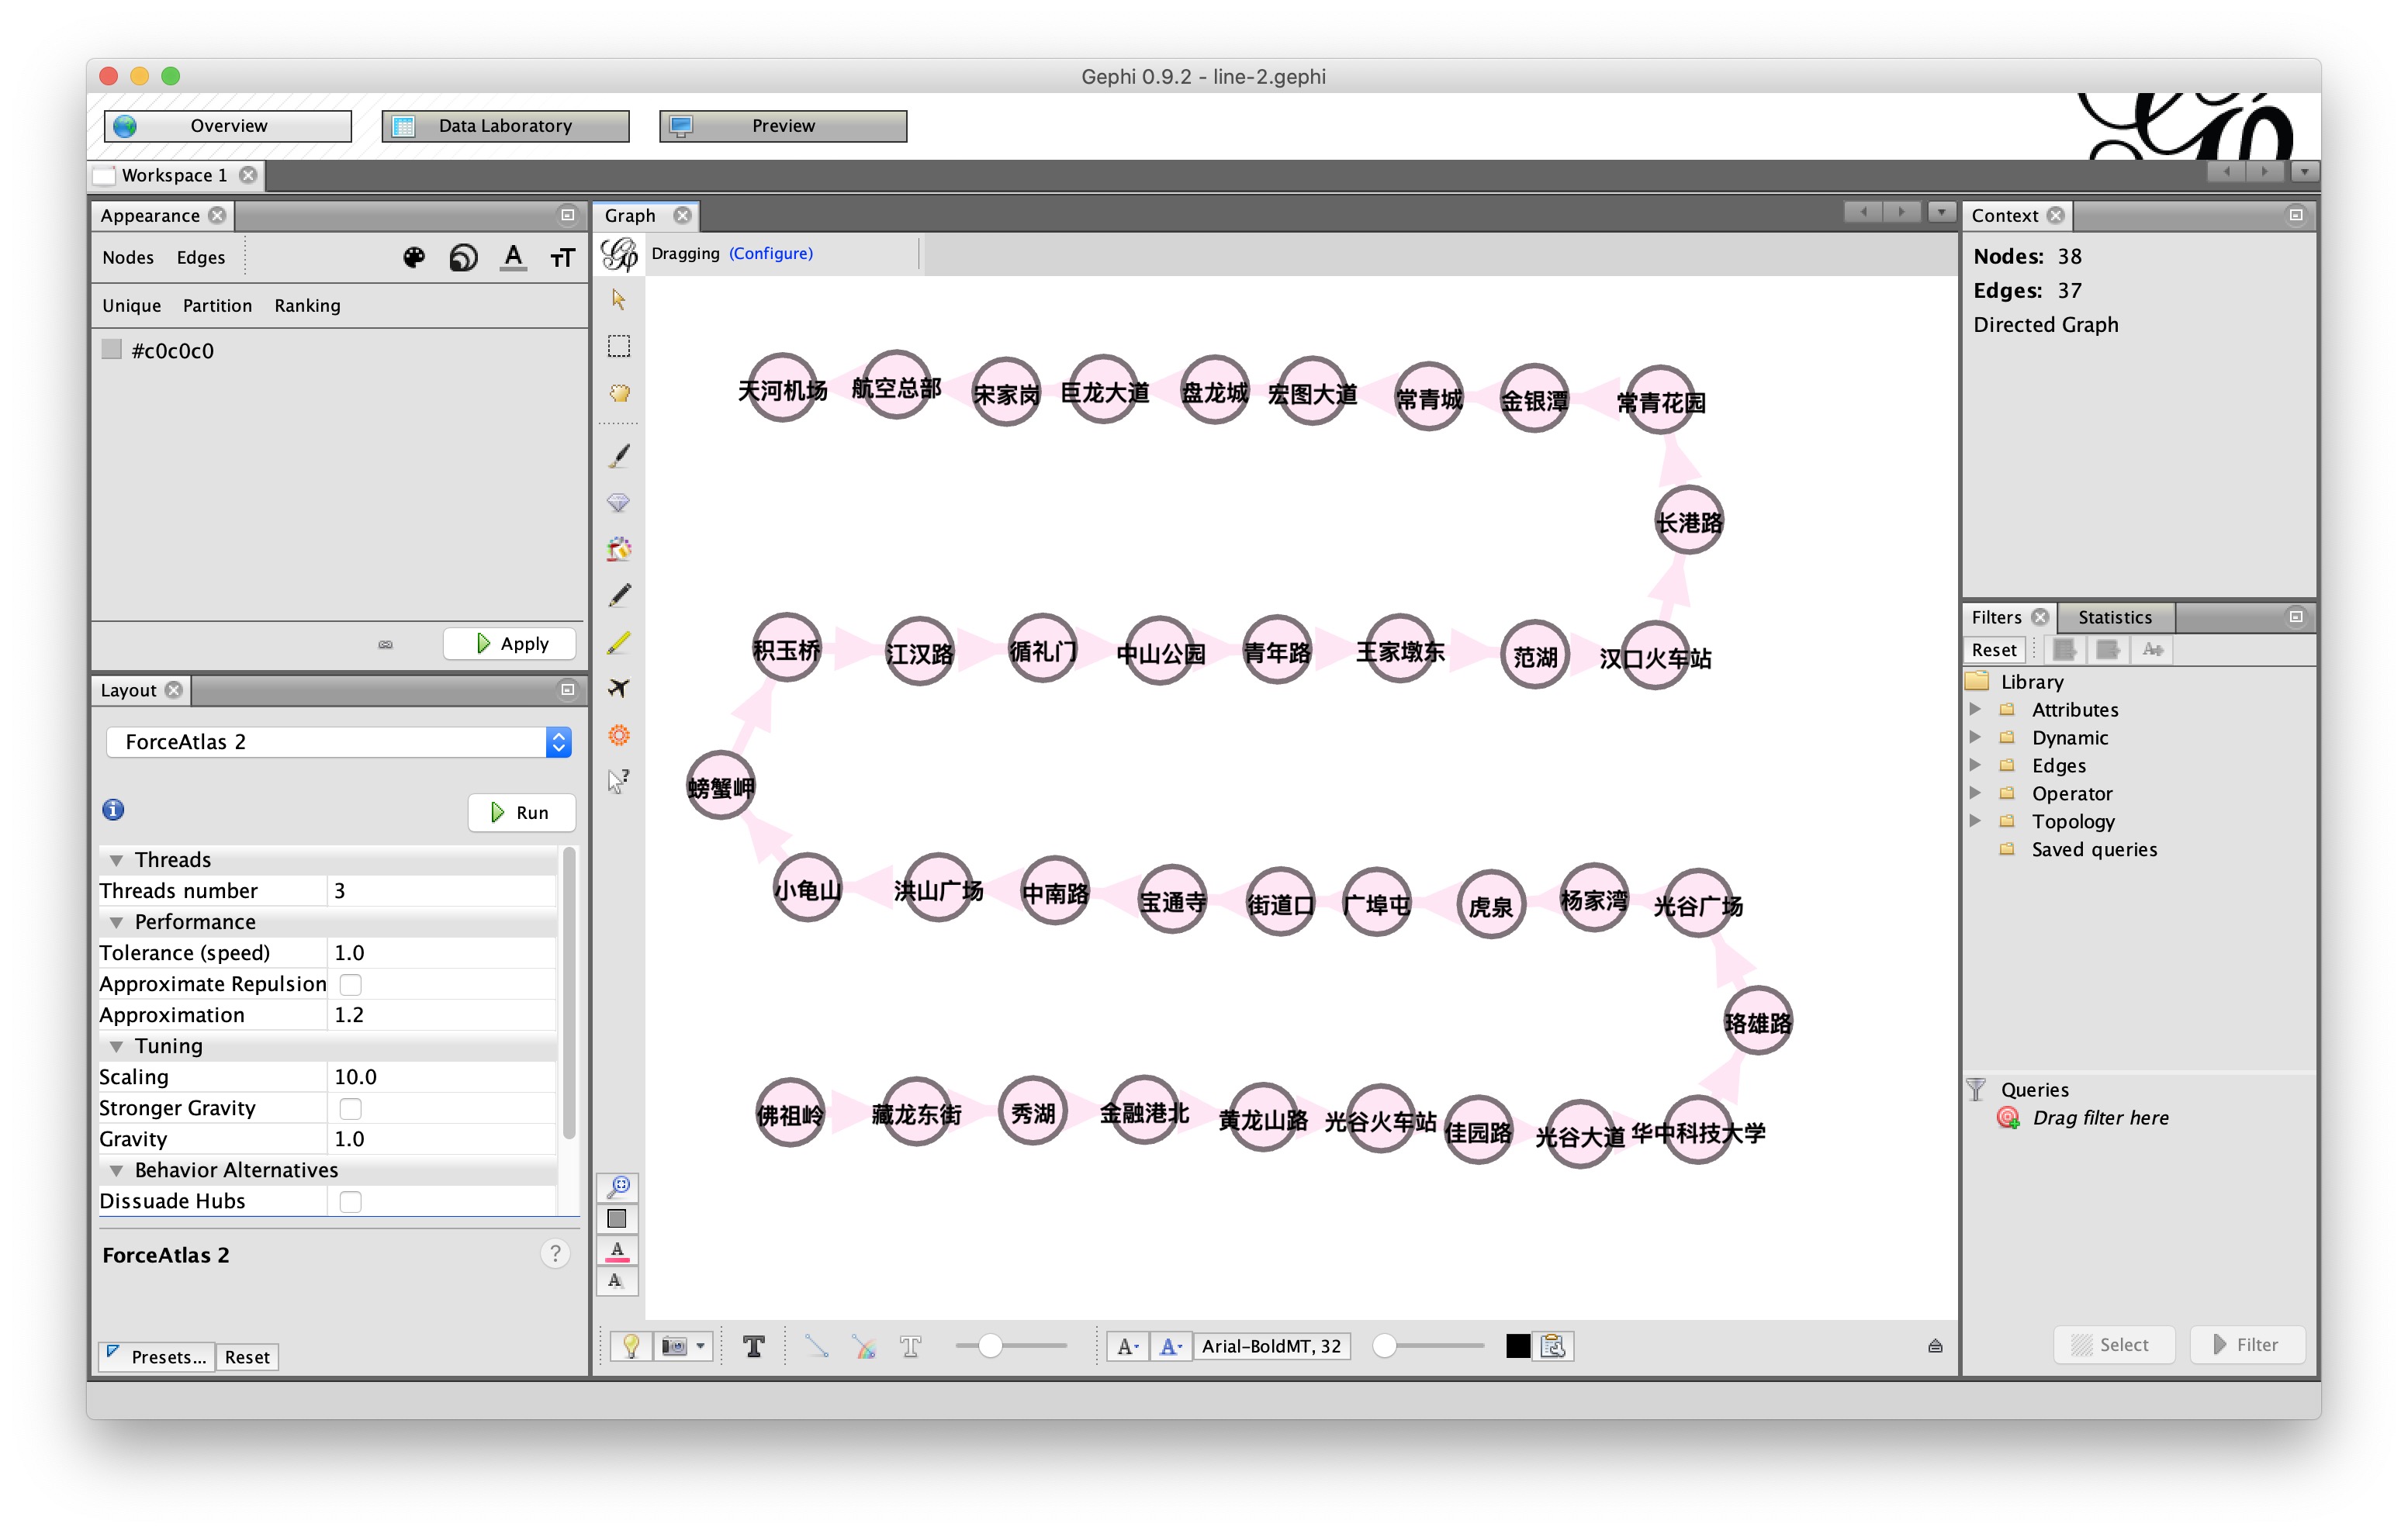 Gephi 0.9.2 - line-2.gephi
Overview
Data Laboratory
Preview
Workspace 1
Appearance
Nodes Edges
Unique Partition Ranking
#c0c0c0
Apply
Layout
ForceAtlas 2
Run
Threads
Threads number 3
Performance
Tolerance (speed) 1.0
Approximate Repulsion
Approximation 1.2
Tuning
Scaling 10.0
Stronger Gravity
Gravity 1.0
Behavior Alternatives
Dissuade Hubs
ForceAtlas 2
Presets... Reset
Graph
Dragging (Configure)
天河机场 航空总部 宋家岗 巨龙大道 盘龙城 宏图大道 常青城 金银潭 常青花园
长港路
积玉桥 江汉路 循礼门 中山公园 青年路 王家墩东 范湖 汉口火车站
螃蟹岬
小龟山 洪山广场 中南路 宝通寺 街道口 广埠屯 虎泉 杨家湾 光谷广场
珞雄路
佛祖岭 藏龙东街 秀湖 金融港北 黄龙山路 光谷火车站 佳园路 光谷大道 华中科技大学
Arial-BoldMT, 32
Context
Nodes: 38
Edges: 37
Directed Graph
Filters Statistics
Reset
Library
Attributes
Dynamic
Edges
Operator
Topology
Saved queries
Queries
Drag filter here
Select Filter